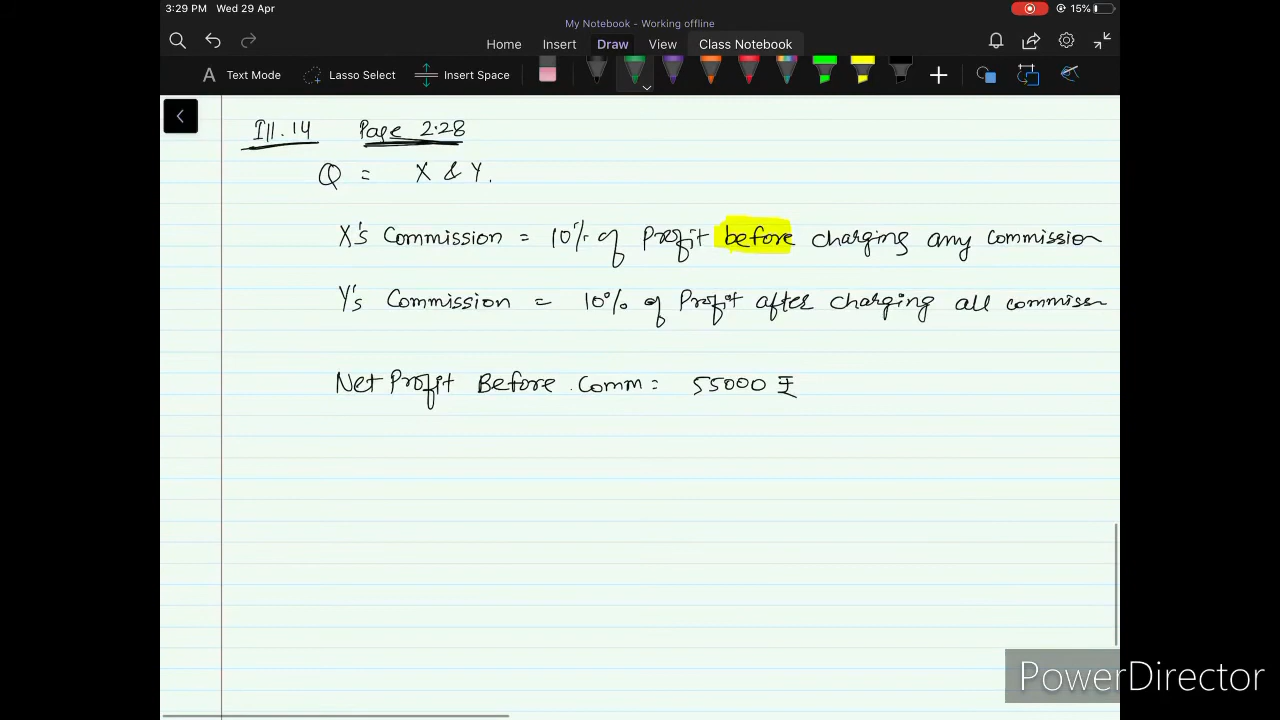 3:29 PM Wed 29 Apr
15%
My Notebook - Working offline
Home Insert Draw View Class Notebook
A Text Mode Lasso Select Insert Space
Ill. 14 Page 2.28
Q = X & Y.
X's Commission = 10% of Profit before charging any commission
Y's Commission = 10% of Profit after charging all commissn
Net Profit Before Comm = 55000 ₹
PowerDirector